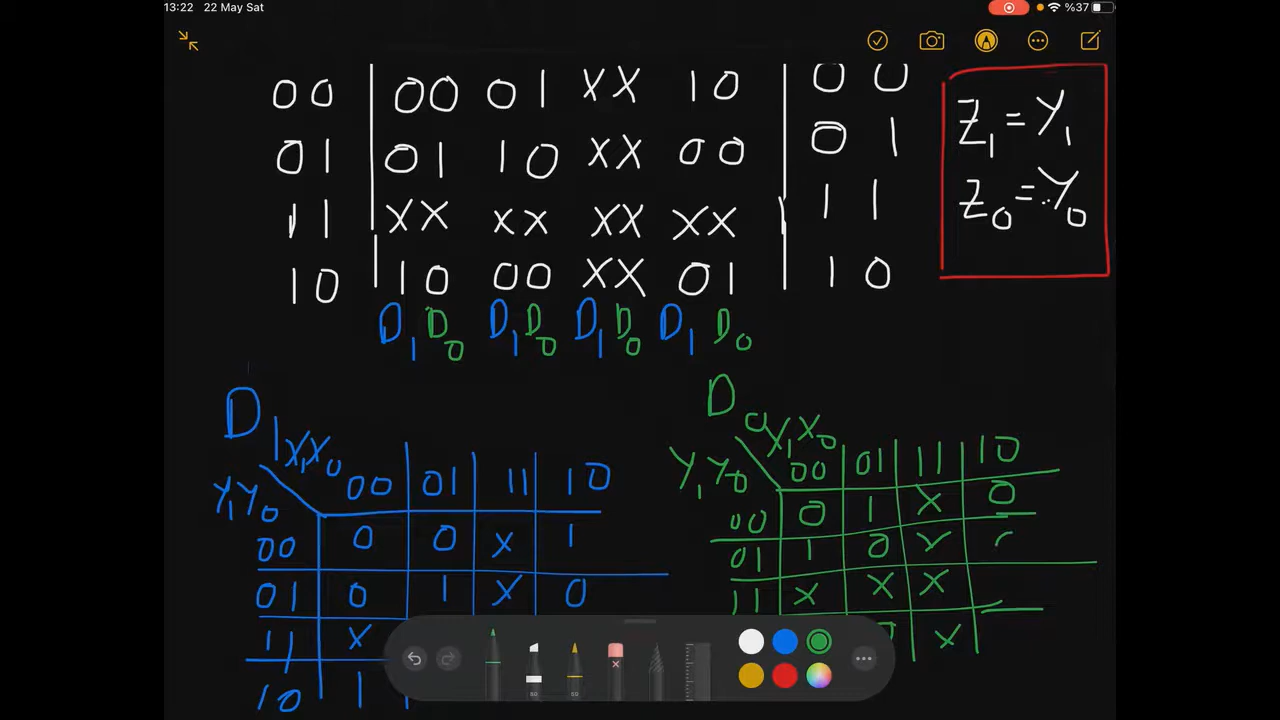 13:22 22 May Sat %37
00 00 01 XX 10 0 0
01 01 10 XX 00 0 1
11 XX XX XX XX 1 1
10 10 00 XX 01 1 0
Z1 = Y1
Z0 = Y0
D1 D0 D1 D0 D1 D0 D1 D0
D1
X1X0
Y1Y0 00 01 11 10
00 0 0 X 1
01 0 1 X 0
11 X
10 1
D0
X1X0
Y1Y0 00 01 11 10
00 0 1 X 0
01 1 0 X
11 X X X
X